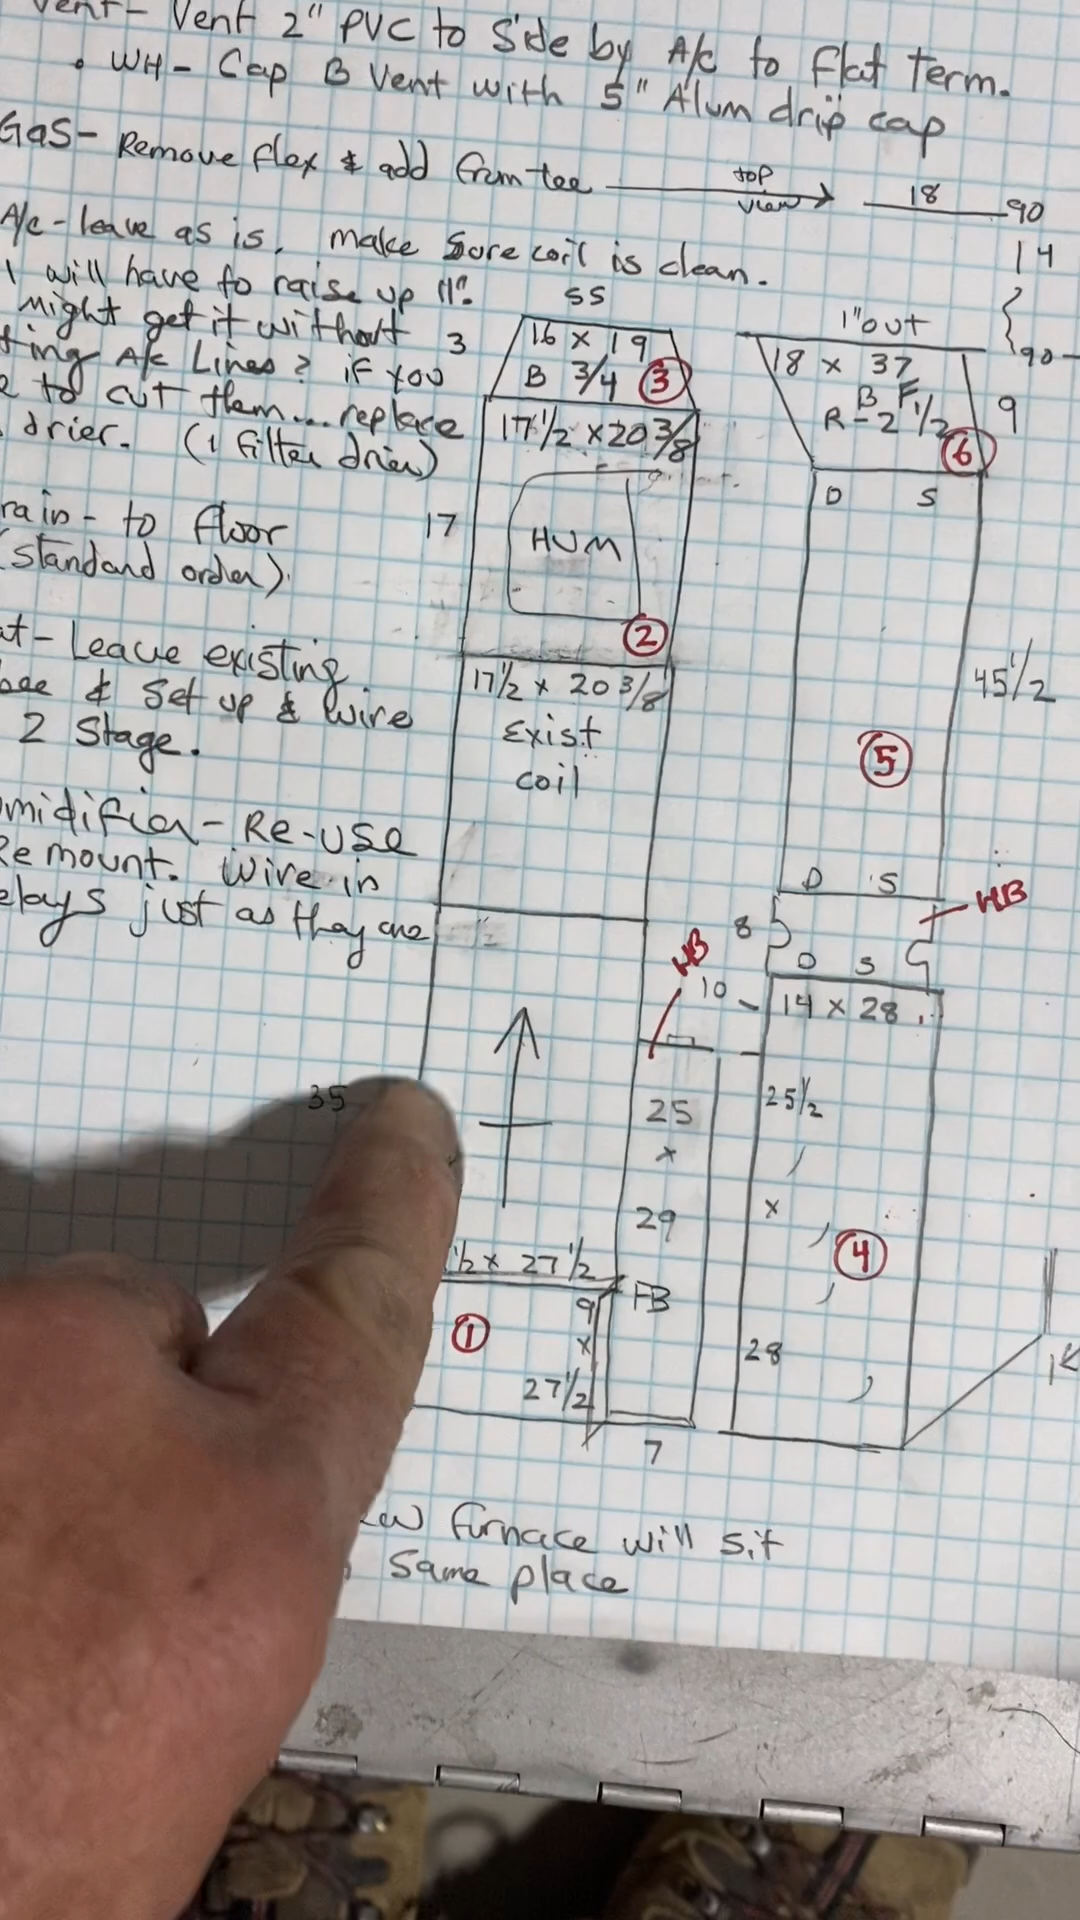 Vent- Vent 2" PVC to Side by A/c to flat Term.
• WH - Cap B Vent with 5" Alum drip cap
Gas- Remove flex & add from tee
top
view
18
90
14
90
A/c - leave as is. make sure coil is clean.
I will have to raise up 11".
Might get it without
ting A/c Lines? if you
e to cut them... replace
drier. (1 filter drier)
rain - to floor
(standard order).
at - Leave existing
& Set up & wire
2 Stage.
midifier - Re-use
Remount. Wire in
elays just as they are
SS
3
16 x 19
B 3/4 3
17 1/2 x 20 3/8
17
HUM
2
17 1/2 x 20 3/8
Exist
coil
35
1/2 x 27 1/2
1
9
x
27 1/2
HB
25
x
29
FB
7
1" out
18 x 37
B F
R - 2 1/2
6
9
D S
45 1/2
5
D S
HB
8
D S
10
14 x 28
25 1/2
x
4
28
furnace will sit
same place